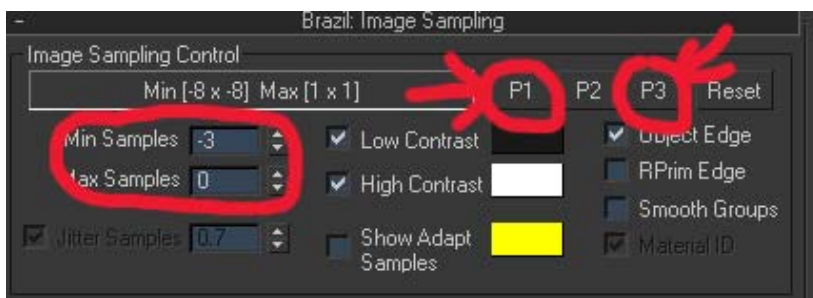 - Brazil: Image Sampling
Image Sampling Control
Min [-8 x -8] Max [1 x 1] P1 P2 P3 Reset
Min Samples -3 Low Contrast Object Edge
Max Samples 0 High Contrast RPrim Edge
Smooth Groups
Jitter Samples 0.7 Show Adapt Samples Material ID